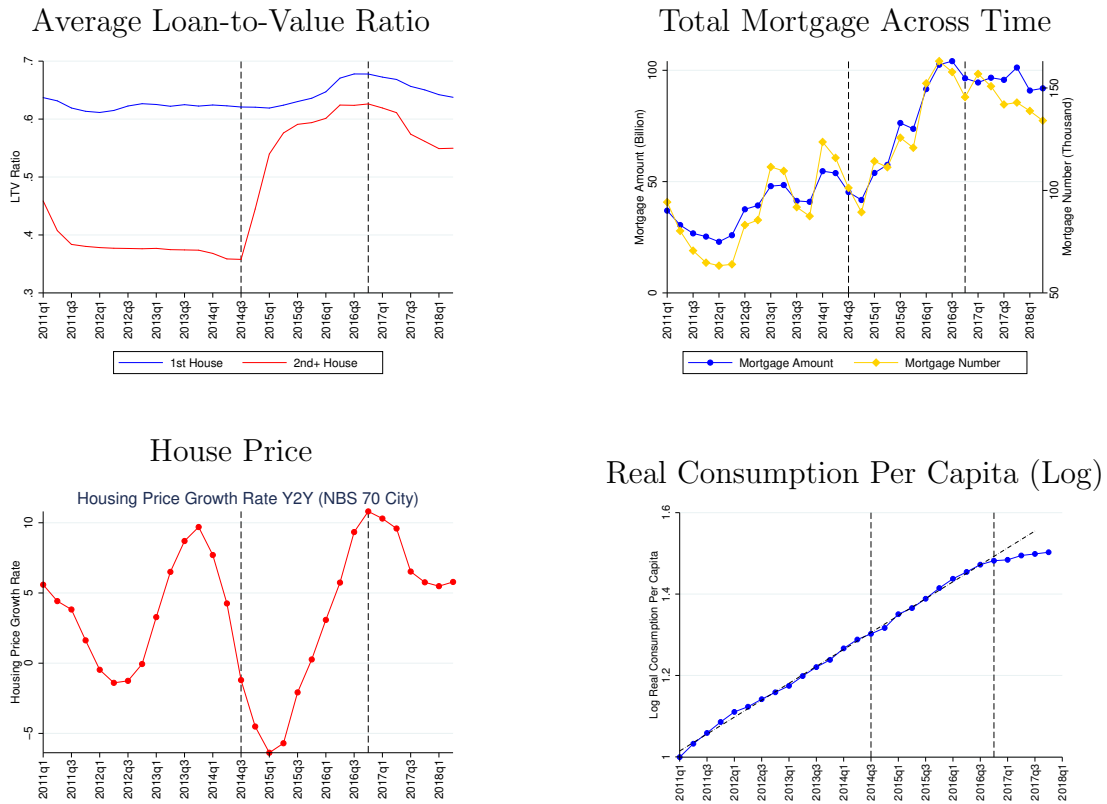 Average Loan-to-Value Ratio
LTV Ratio
.7
.6
.5
.4
.3
2011q1
2011q3
2012q1
2012q3
2013q1
2013q3
2014q1
2014q3
2015q1
2015q3
2016q1
2016q3
2017q1
2017q3
2018q1
1st House
2nd+ House
Total Mortgage Across Time
Mortgage Amount (Billion)
100
50
0
Mortgage Number (Thousand)
150
100
50
2011q1
2011q3
2012q1
2012q3
2013q1
2013q3
2014q1
2014q3
2015q1
2015q3
2016q1
2016q3
2017q1
2017q3
2018q1
Mortgage Amount
Mortgage Number
House Price
Housing Price Growth Rate Y2Y (NBS 70 City)
Housing Price Growth Rate
10
5
0
−5
2011q1
2011q3
2012q1
2012q3
2013q1
2013q3
2014q1
2014q3
2015q1
2015q3
2016q1
2016q3
2017q1
2017q3
2018q1
Real Consumption Per Capita (Log)
Log Real Consumption Per Capita
1.6
1.4
1.2
1
2011q1
2011q3
2012q1
2012q3
2013q1
2013q3
2014q1
2014q3
2015q1
2015q3
2016q1
2016q3
2017q1
2017q3
2018q1